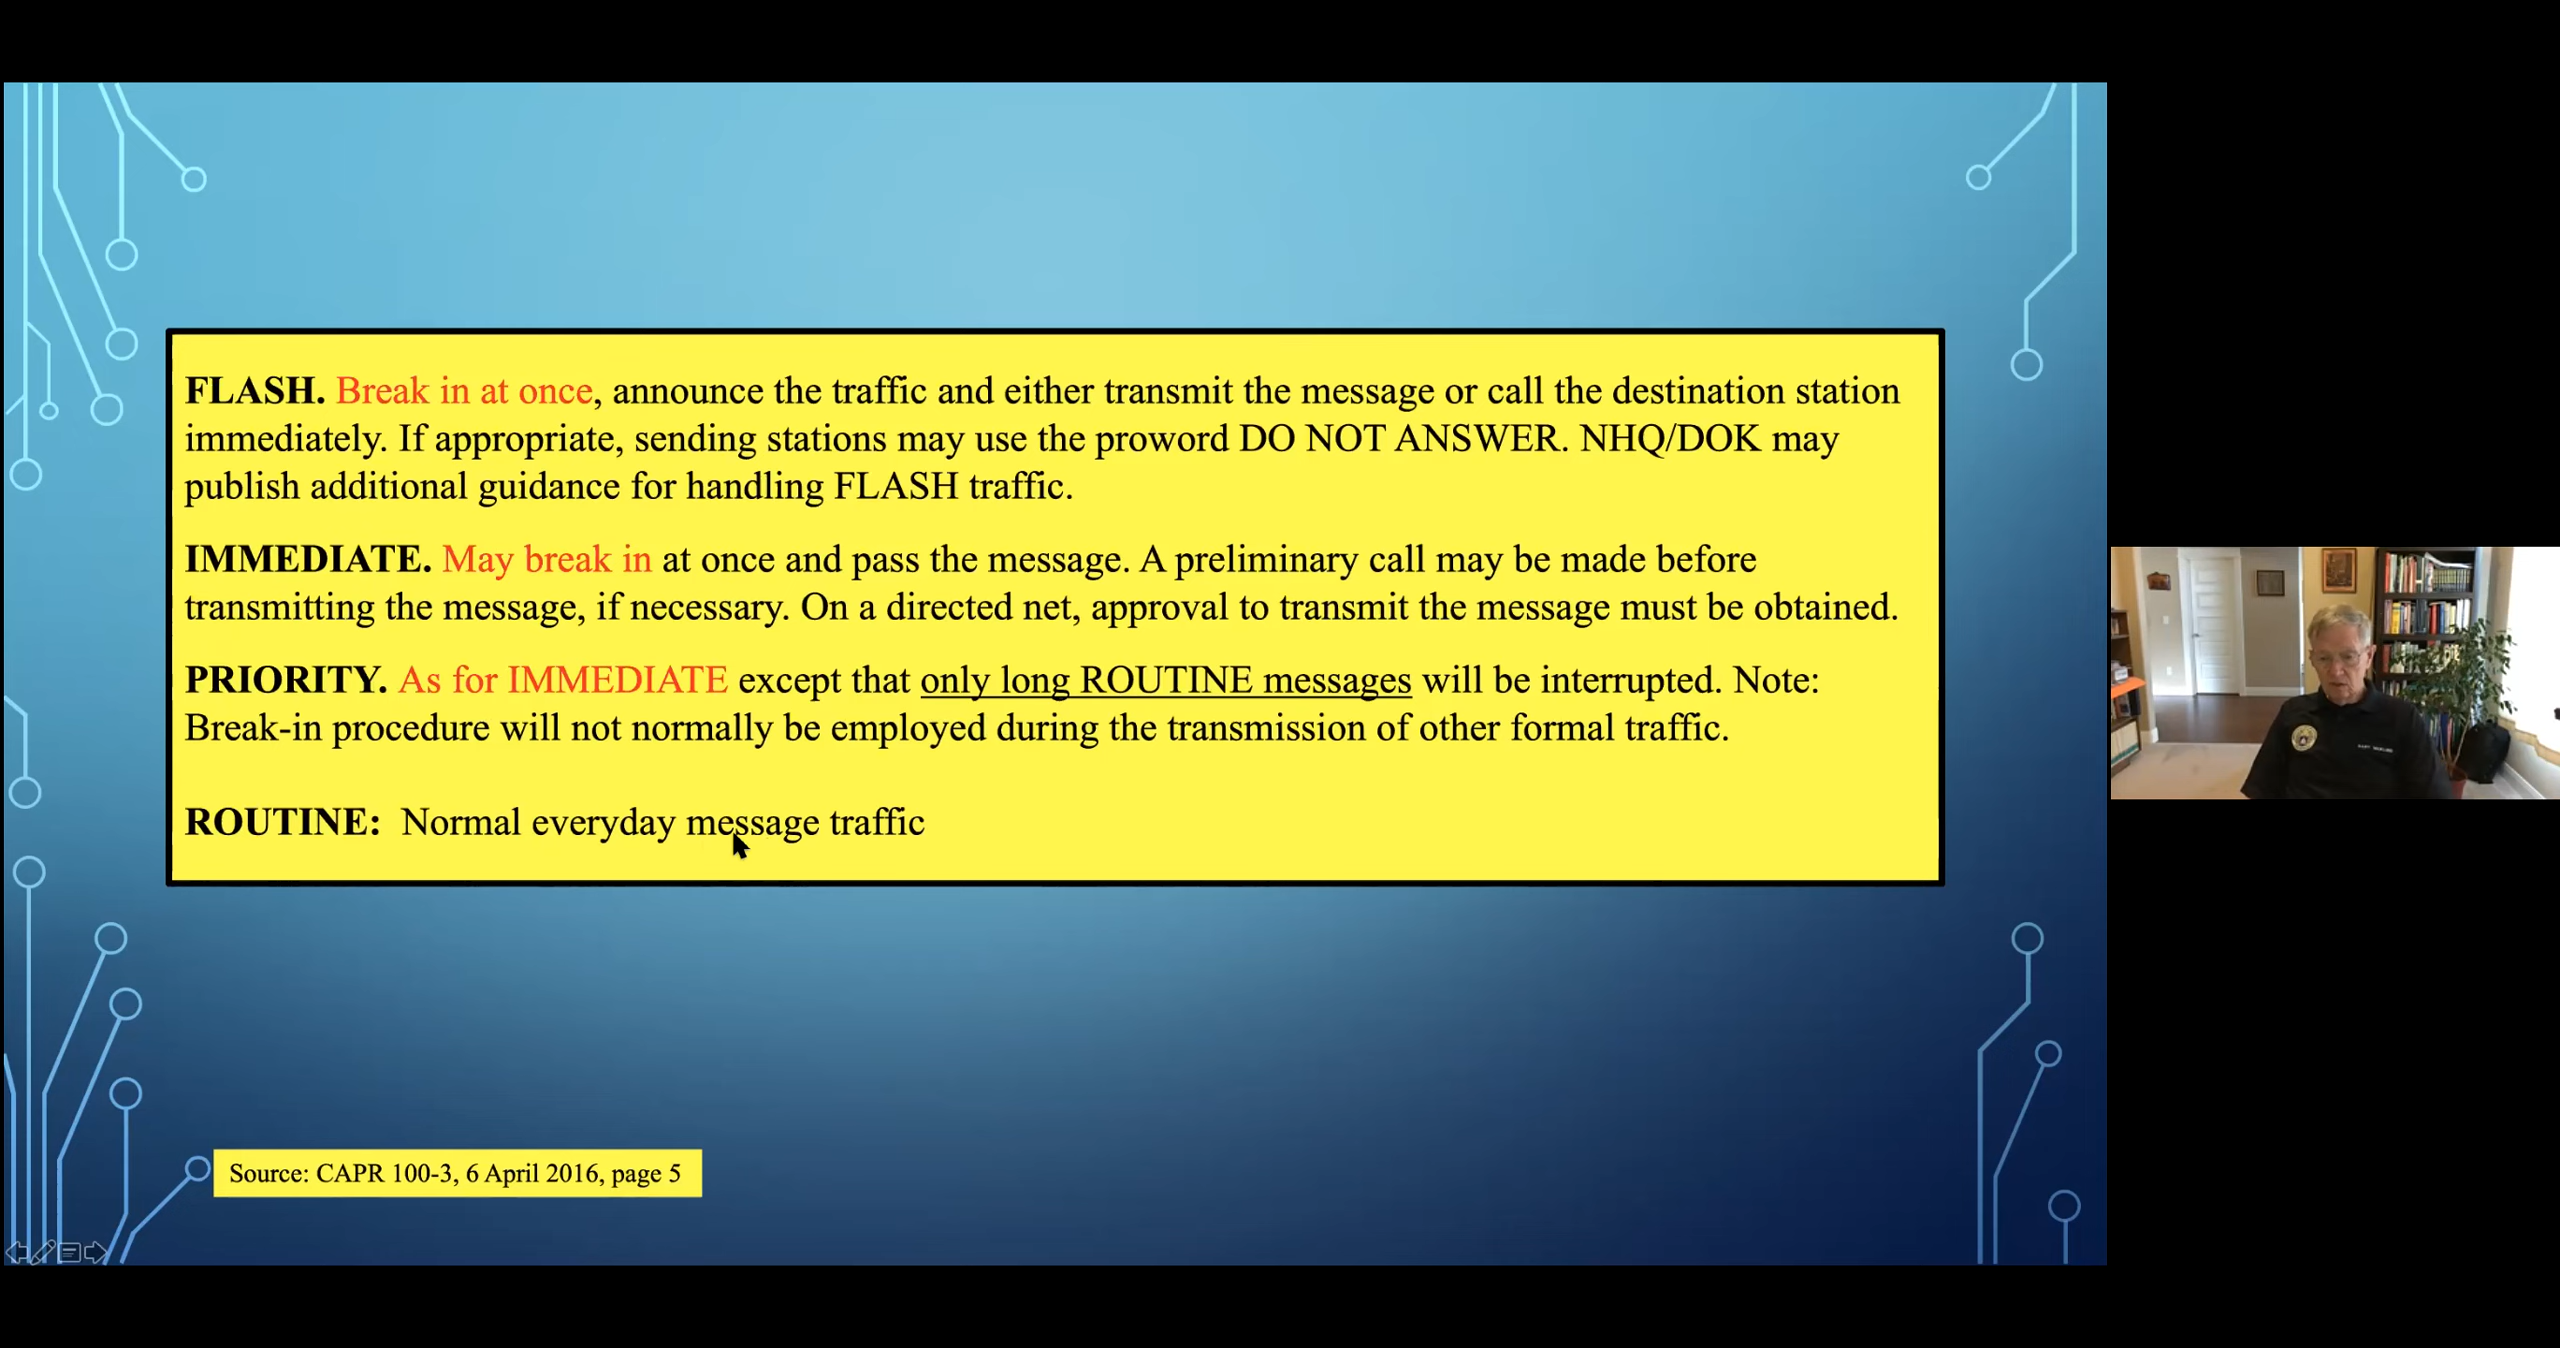 FLASH. Break in at once, announce the traffic and either transmit the message or call the destination station
immediately. If appropriate, sending stations may use the proword DO NOT ANSWER. NHQ/DOK may
publish additional guidance for handling FLASH traffic.
IMMEDIATE. May break in at once and pass the message. A preliminary call may be made before
transmitting the message, if necessary. On a directed net, approval to transmit the message must be obtained.
PRIORITY. As for IMMEDIATE except that only long ROUTINE messages will be interrupted. Note:
Break-in procedure will not normally be employed during the transmission of other formal traffic.
ROUTINE: Normal everyday message traffic
Source: CAPR 100-3, 6 April 2016, page 5